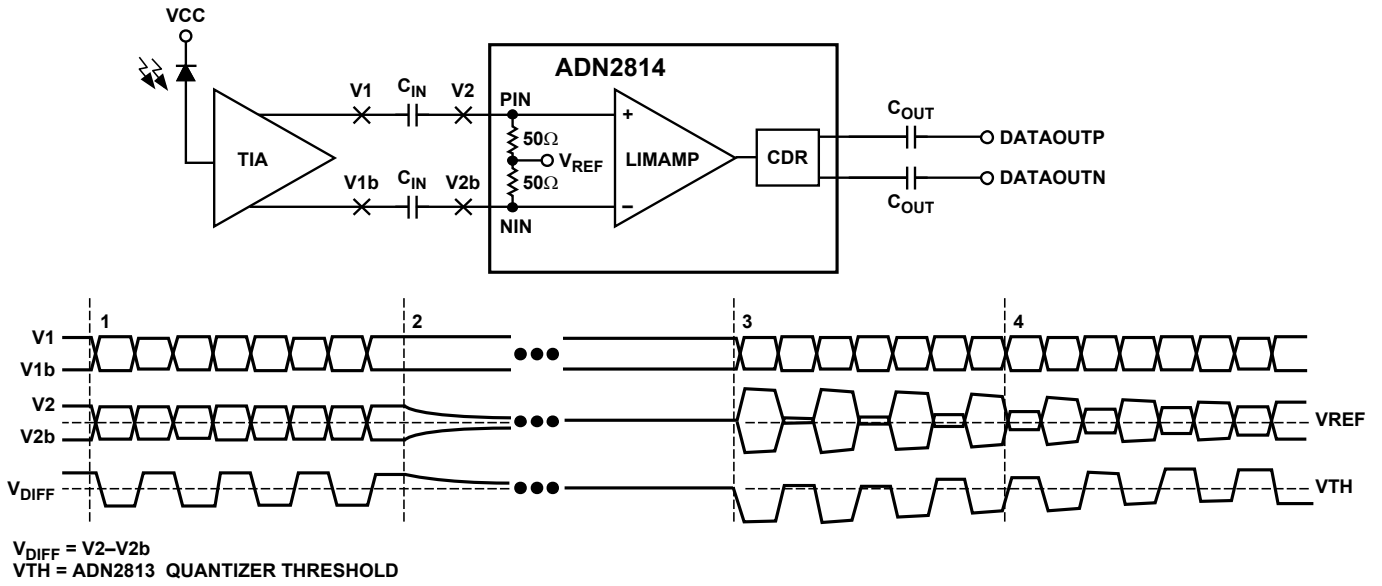 VCC
ADN2814
V1 C_IN V2 PIN
C_OUT
+
50Ω
TIA
V_REF
LIMAMP
CDR
DATAOUTP
V1b C_IN V2b
50Ω
DATAOUTN
–
C_OUT
NIN
1 2 3 4
V1
V1b
V2
VREF
V2b
V_DIFF
VTH
V_DIFF = V2–V2b
VTH = ADN2813 QUANTIZER THRESHOLD